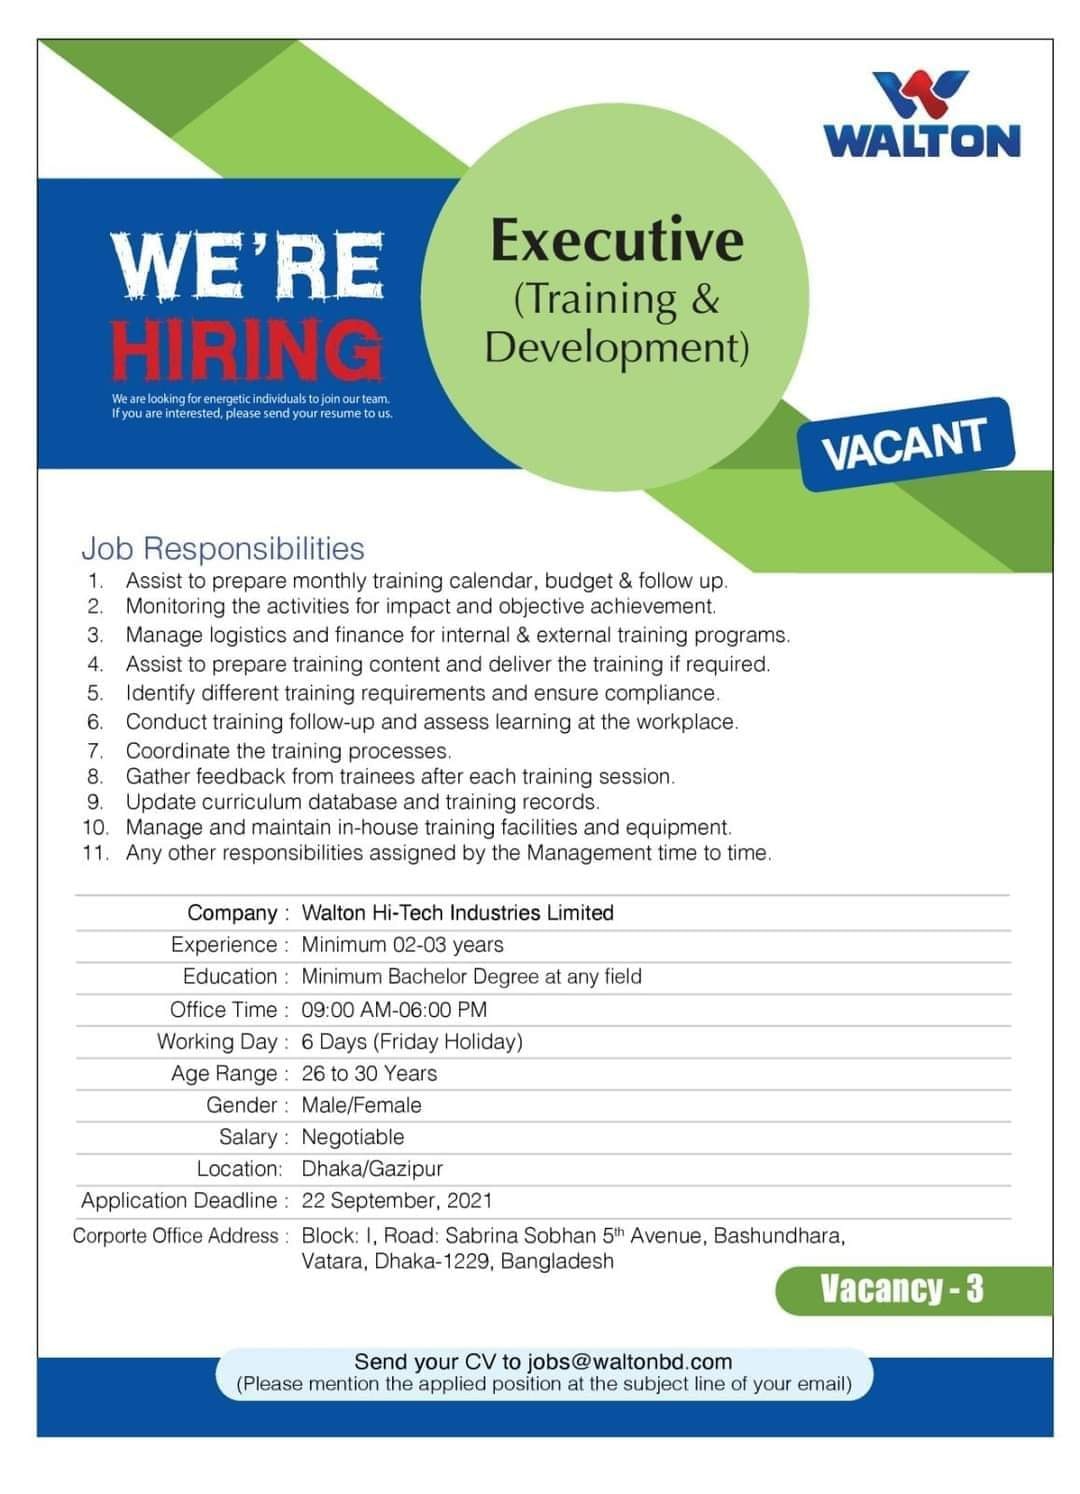 WALTON
WE'RE
HIRING
We are looking for energetic individuals to join our team.
If you are interested, please send your resume to us.
Executive
(Training &
Development)
VACANT
Job Responsibilities
1. Assist to prepare monthly training calendar, budget & follow up.
2. Monitoring the activities for impact and objective achievement.
3. Manage logistics and finance for internal & external training programs.
4. Assist to prepare training content and deliver the training if required.
5. Identify different training requirements and ensure compliance.
6. Conduct training follow-up and assess learning at the workplace.
7. Coordinate the training processes.
8. Gather feedback from trainees after each training session.
9. Update curriculum database and training records.
10. Manage and maintain in-house training facilities and equipment.
11. Any other responsibilities assigned by the Management time to time.
Company : Walton Hi-Tech Industries Limited
Experience : Minimum 02-03 years
Education : Minimum Bachelor Degree at any field
Office Time : 09:00 AM-06:00 PM
Working Day : 6 Days (Friday Holiday)
Age Range : 26 to 30 Years
Gender : Male/Female
Salary : Negotiable
Location: Dhaka/Gazipur
Application Deadline : 22 September, 2021
Corporte Office Address : Block: I, Road: Sabrina Sobhan 5th Avenue, Bashundhara,
Vatara, Dhaka-1229, Bangladesh
Vacancy - 3
Send your CV to jobs@waltonbd.com
(Please mention the applied position at the subject line of your email)